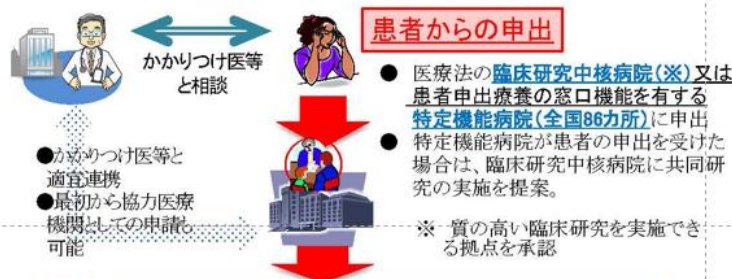 患者からの申出
かかりつけ医等
と相談
● 医療法の臨床研究中核病院（※）又は
患者申出療養の窓口機能を有する
特定機能病院（全国86カ所）に申出
● 特定機能病院が患者の申出を受けた
場合は、臨床研究中核病院に共同研
究の実施を提案。
※ 質の高い臨床研究を実施でき
る拠点を承認
●かかりつけ医等と
適宜連携
●最初から協力医療
機関としての申請も
可能